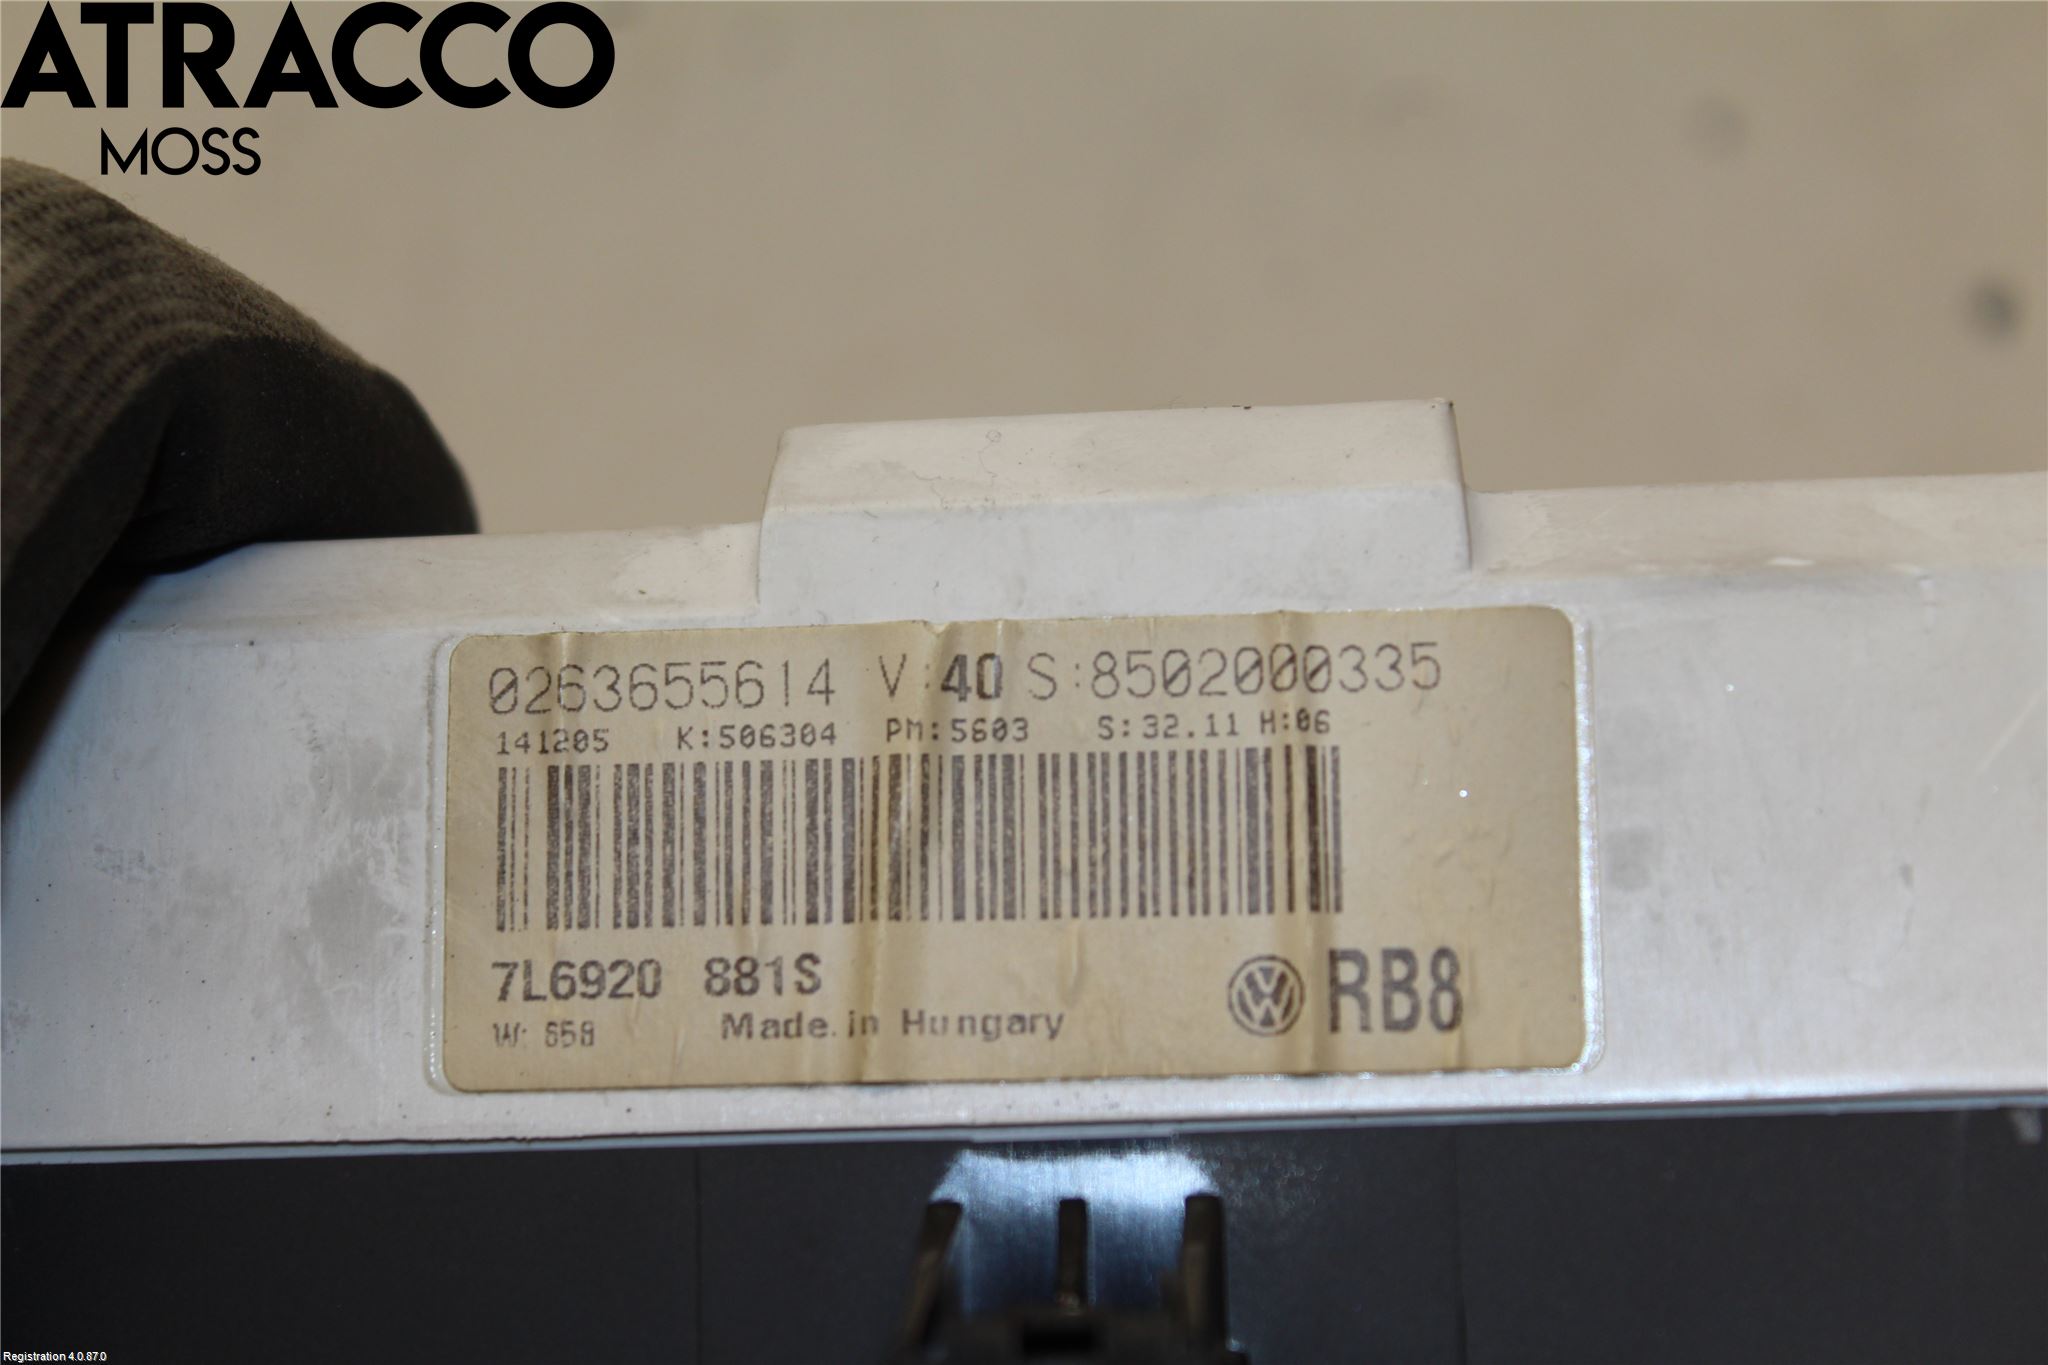 ATRACCO
MOSS
0263655614 V:40 S:8502000335
141205 K:506304 PM:5603 S:32.11 H:06
7L6920 881S
W: 658 Made in Hungary
VW RB8
Registration 4.0.87.0